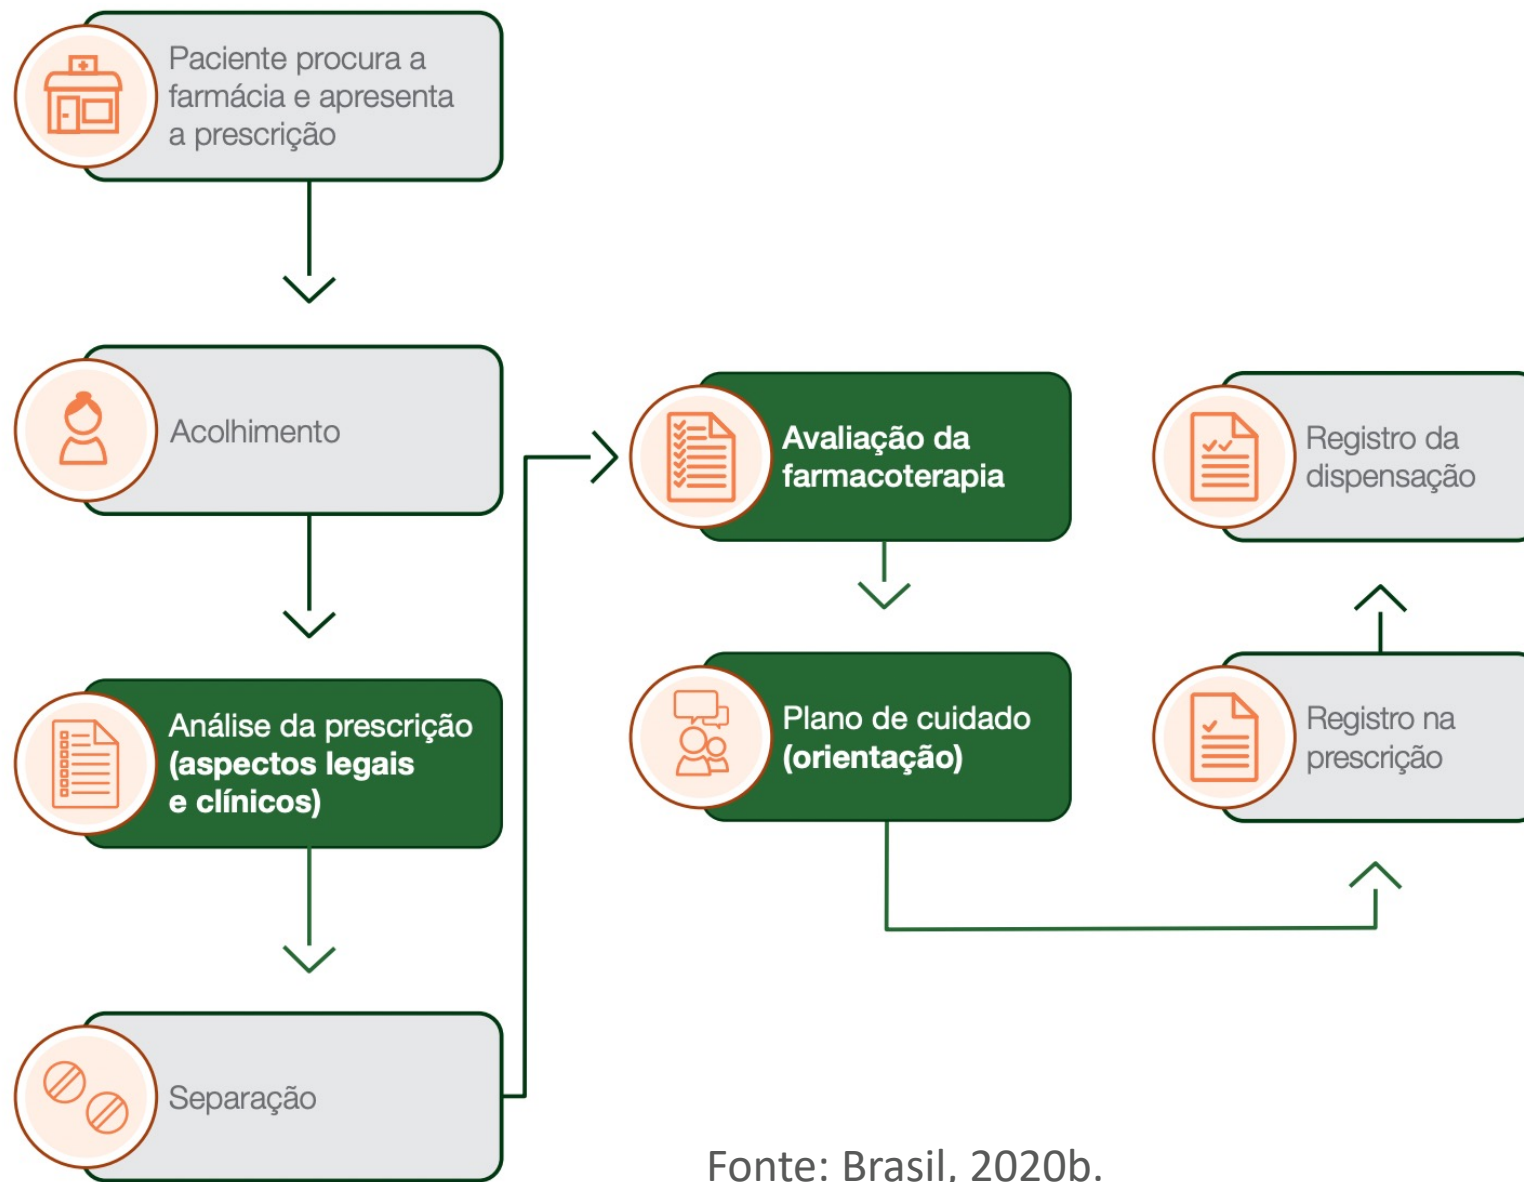 Paciente procura a
farmácia e apresenta
a prescrição
Acolhimento
Análise da prescrição
(aspectos legais
e clínicos)
Separação
Avaliação da
farmacoterapia
Plano de cuidado
(orientação)
Registro na
prescrição
Registro da
dispensação
Fonte: Brasil, 2020b.